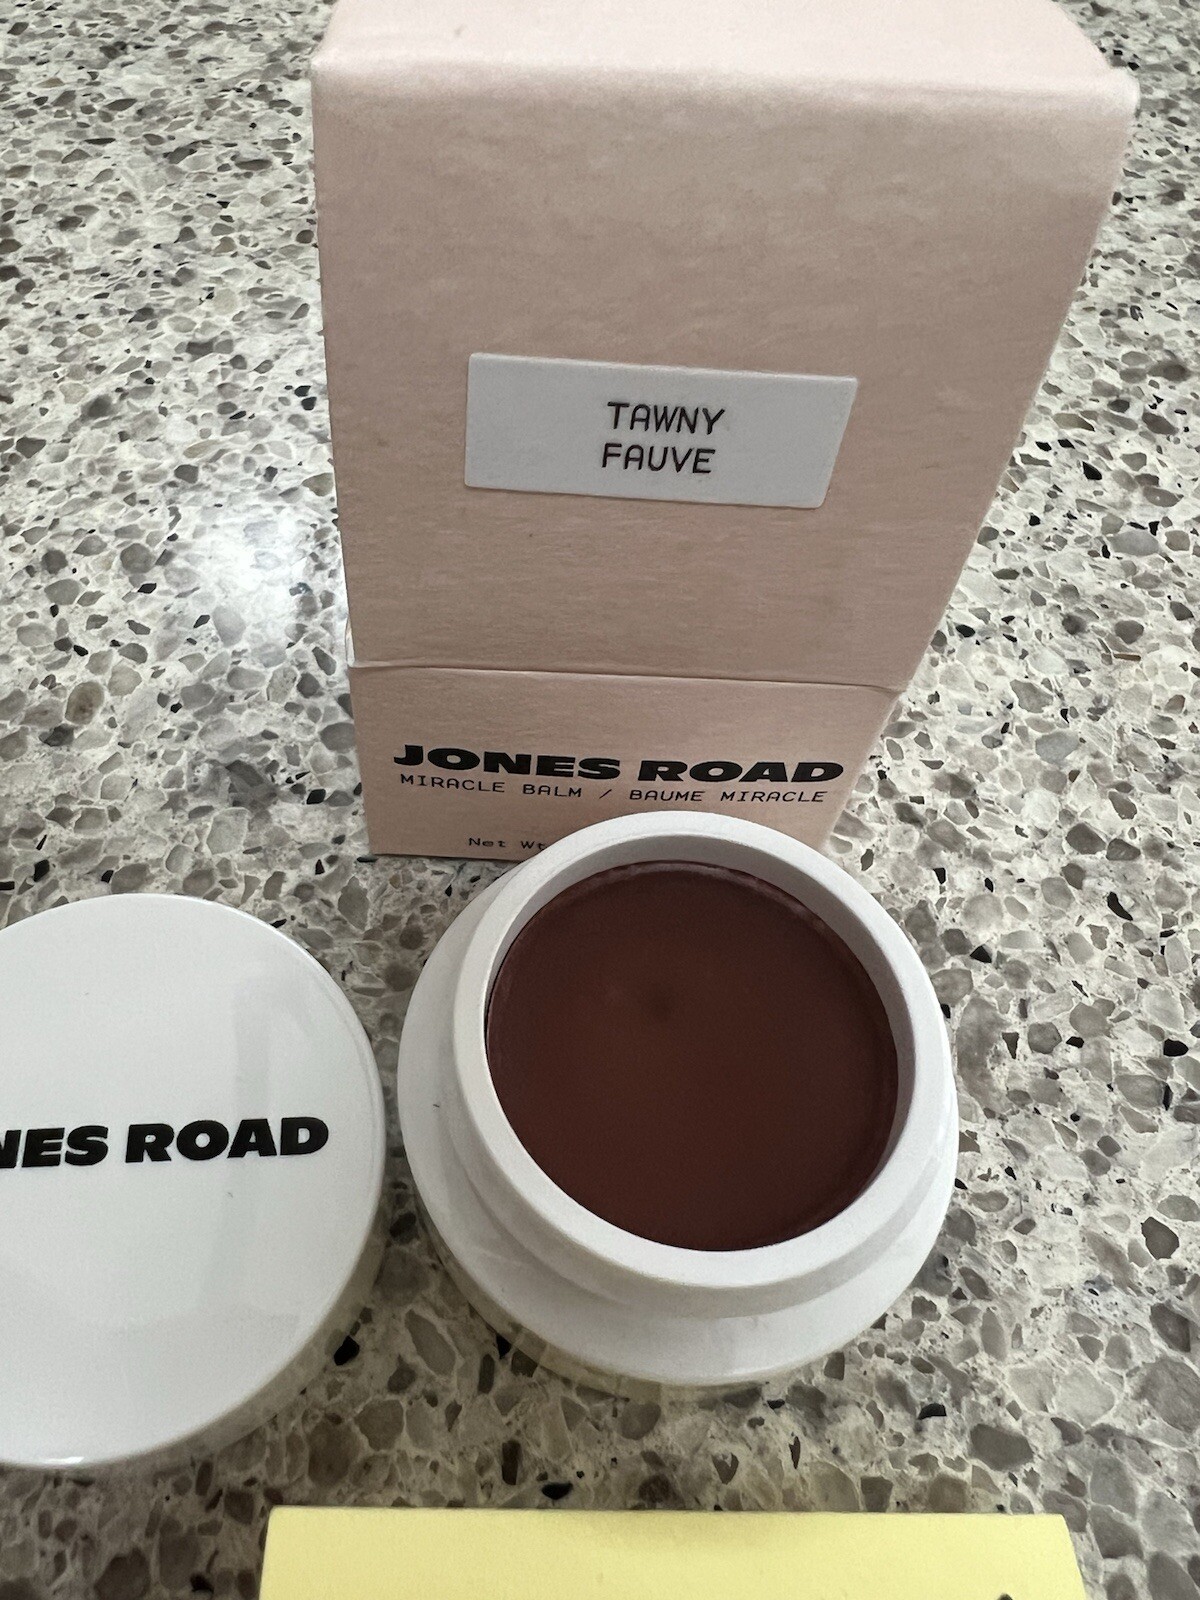 TAWNY
FAUVE
JONES ROAD
MIRACLE BALM / BAUME MIRACLE
Net Wt
NES ROAD